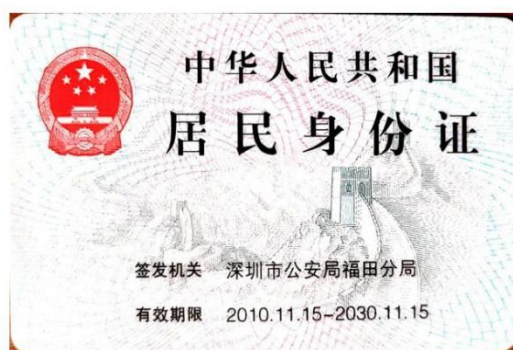 中华人民共和国
居民身份证
签发机关 深圳市公安局福田分局
有效期限 2010.11.15-2030.11.15